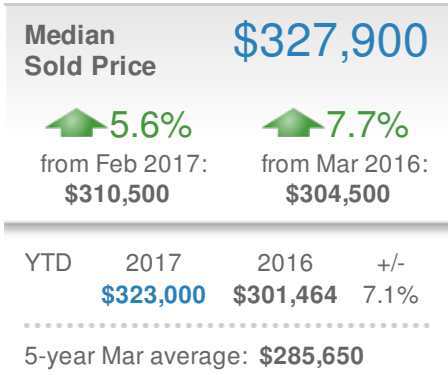 Median $327,900
Sold Price
5.6% 7.7%
from Feb 2017: from Mar 2016:
$310,500 $304,500
YTD 2017 2016 +/-
$323,000 $301,464 7.1%
5-year Mar average: $285,650